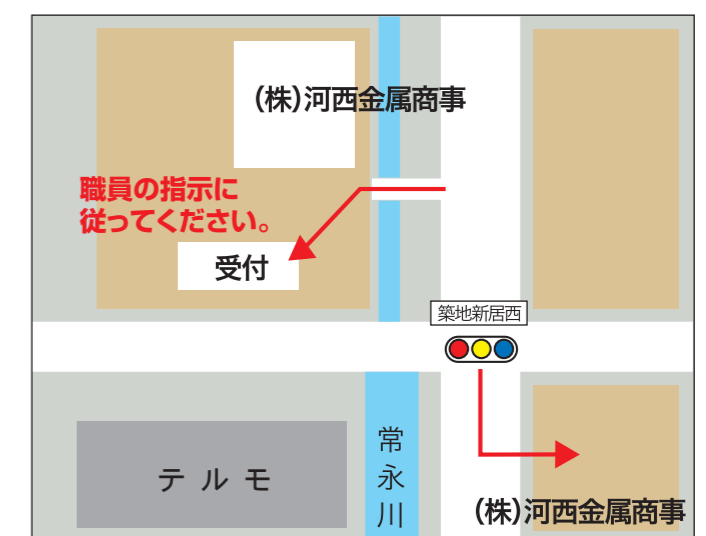 (株)河西金属商事
職員の指示に
従ってください。
受付
築地新居西
テルモ
常永川
(株)河西金属商事